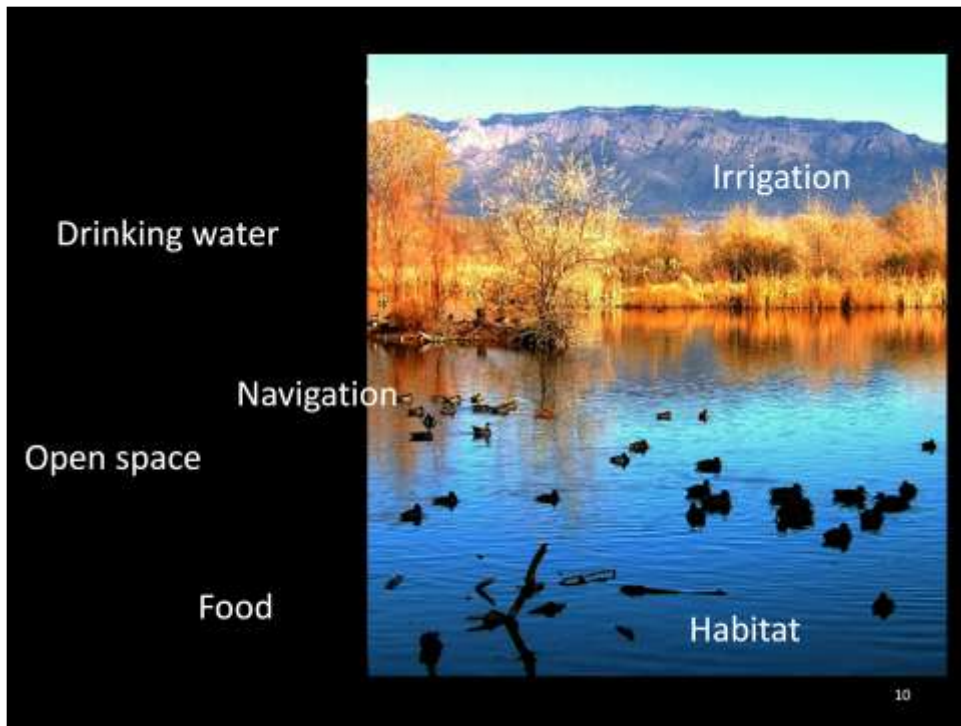 Irrigation
Drinking water
Navigation
Open space
Food
Habitat
10